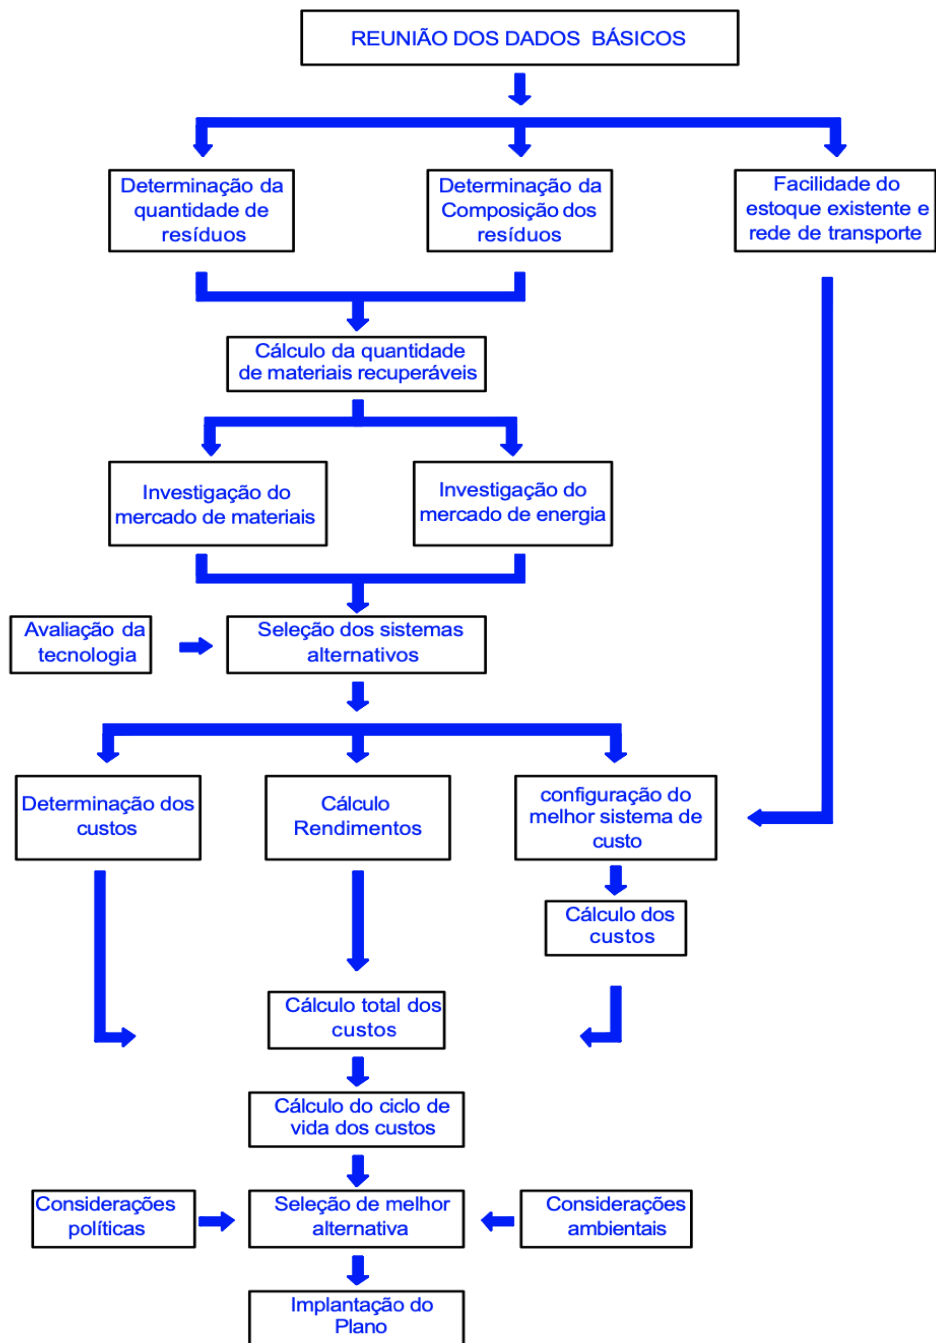 REUNIÃO DOS DADOS BÁSICOS
Determinação da
quantidade de
resíduos
Determinação da
Composição dos
resíduos
Facilidade do
estoque existente e
rede de transporte
Cálculo da quantidade
de materiais recuperáveis
Investigação do
mercado de materiais
Investigação do
mercado de energia
Avaliação da
tecnologia
Seleção dos sistemas
alternativos
Determinação dos
custos
Cálculo
Rendimentos
configuração do
melhor sistema de
custo
Cálculo dos
custos
Cálculo total dos
custos
Cálculo do ciclo de
vida dos custos
Considerações
políticas
Seleção de melhor
alternativa
Considerações
ambientais
Implantação do
Plano